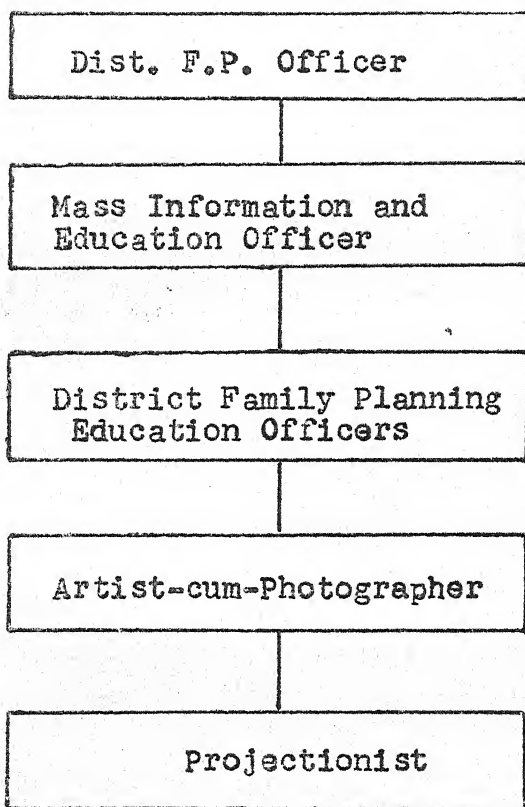 Dist. F.P. Officer
Mass Information and
Education Officer
District Family Planning
Education Officers
Artist-cum-Photographer
Projectionist